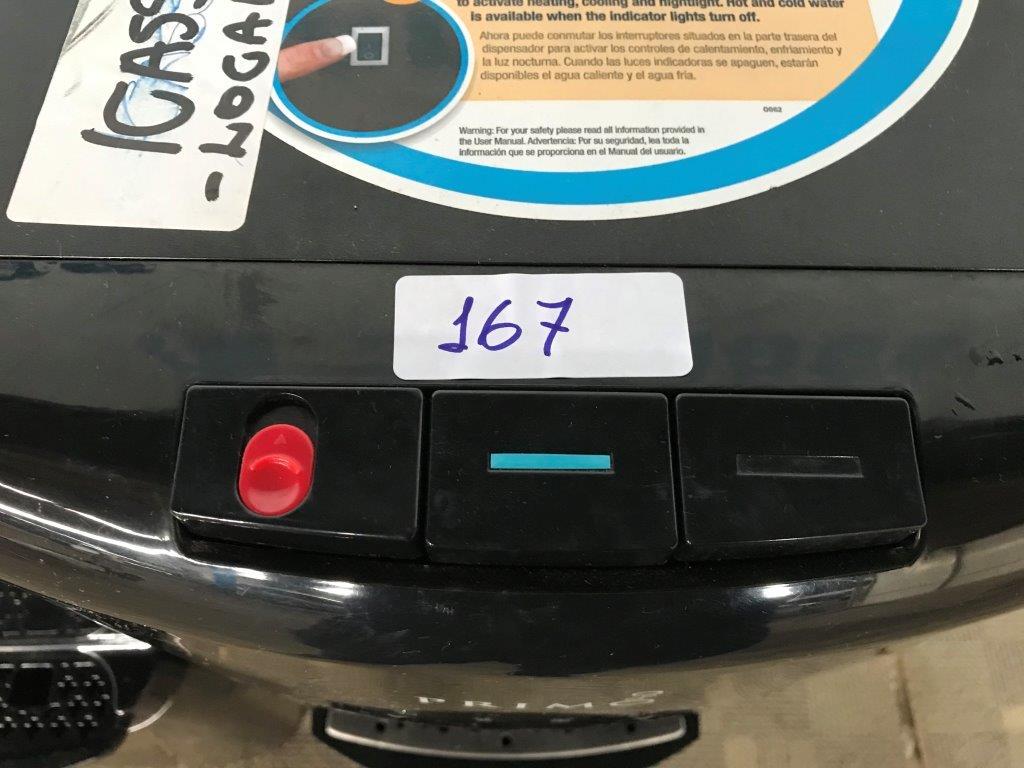 to activate heating, cooling and nightlight. Hot and cold water
is available when the indicator lights turn off.
Ahora puede conmutar los interruptores situados en la parte trasera del
dispensador para activar los controles de calentamiento, enfriamiento y
la luz nocturna. Cuando las luces indicadoras se apaguen, estarán
disponibles el agua caliente y el agua fría.
Warning: For your safety please read all information provided in
the User Manual. Advertencia: Por su seguridad, lea toda la
información que se proporciona en el Manual del usuario.
167
PRIMO